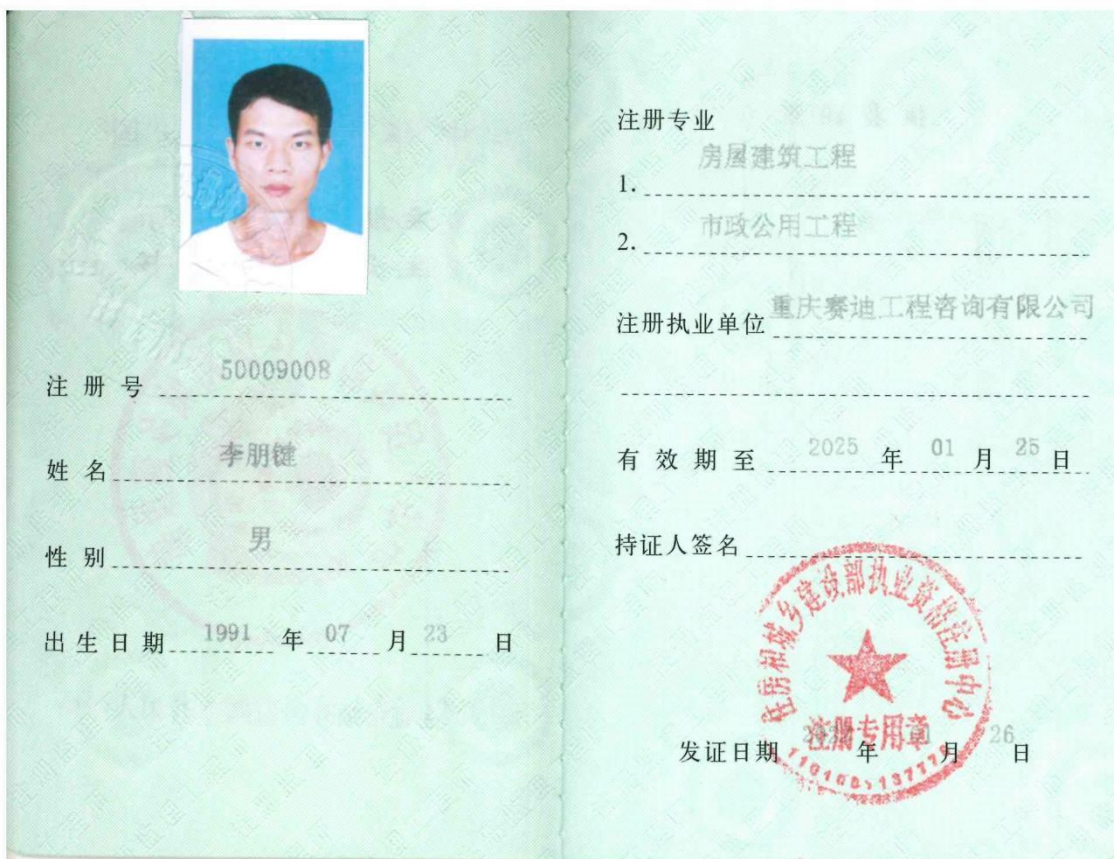 注册号 50009008
姓名 李朋键
性别 男
出生日期 1991 年 07 月 23 日
注册专业
1. 房屋建筑工程
2. 市政公用工程
注册执业单位 重庆赛迪工程咨询有限公司
有效期至 2025 年 01 月 25 日
持证人签名
住房和城乡建设部执业资格注册中心
注册专用章
发证日期 2022 年 01 月 26 日